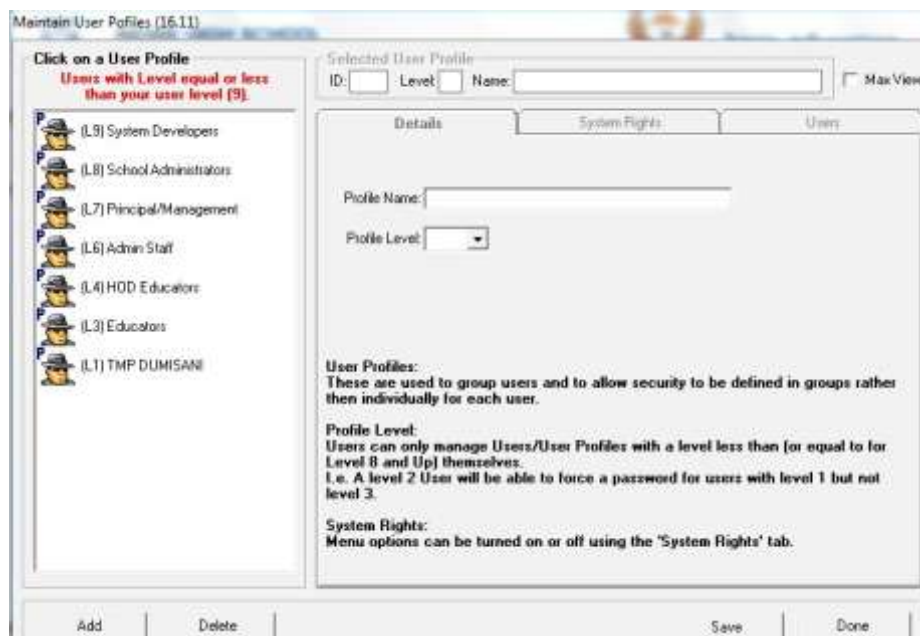 Maintain User Pofiles (16.11)
Click on a User Profile
Users with Level equal or less
than your user level (9).
P (L9) System Developers
P (L8) School Administrators
P (L7) Principal/Management
P (L6) Admin Staff
P (L4) HOD Educators
P (L3) Educators
P (L1) TMP DUMISANI
Selected User Profile
ID: Level: Name: Max View
Details System Rights Users
Profile Name:
Profile Level:
User Profiles:
These are used to group users and to allow security to be defined in groups rather
then individually for each user.
Profile Level:
Users can only manage Users/User Profiles with a level less than (or equal to for
Level 8 and Up) themselves.
I.e. A level 2 User will be able to force a password for users with level 1 but not
level 3.
System Rights:
Menu options can be turned on or off using the 'System Rights' tab.
Add Delete Save Done